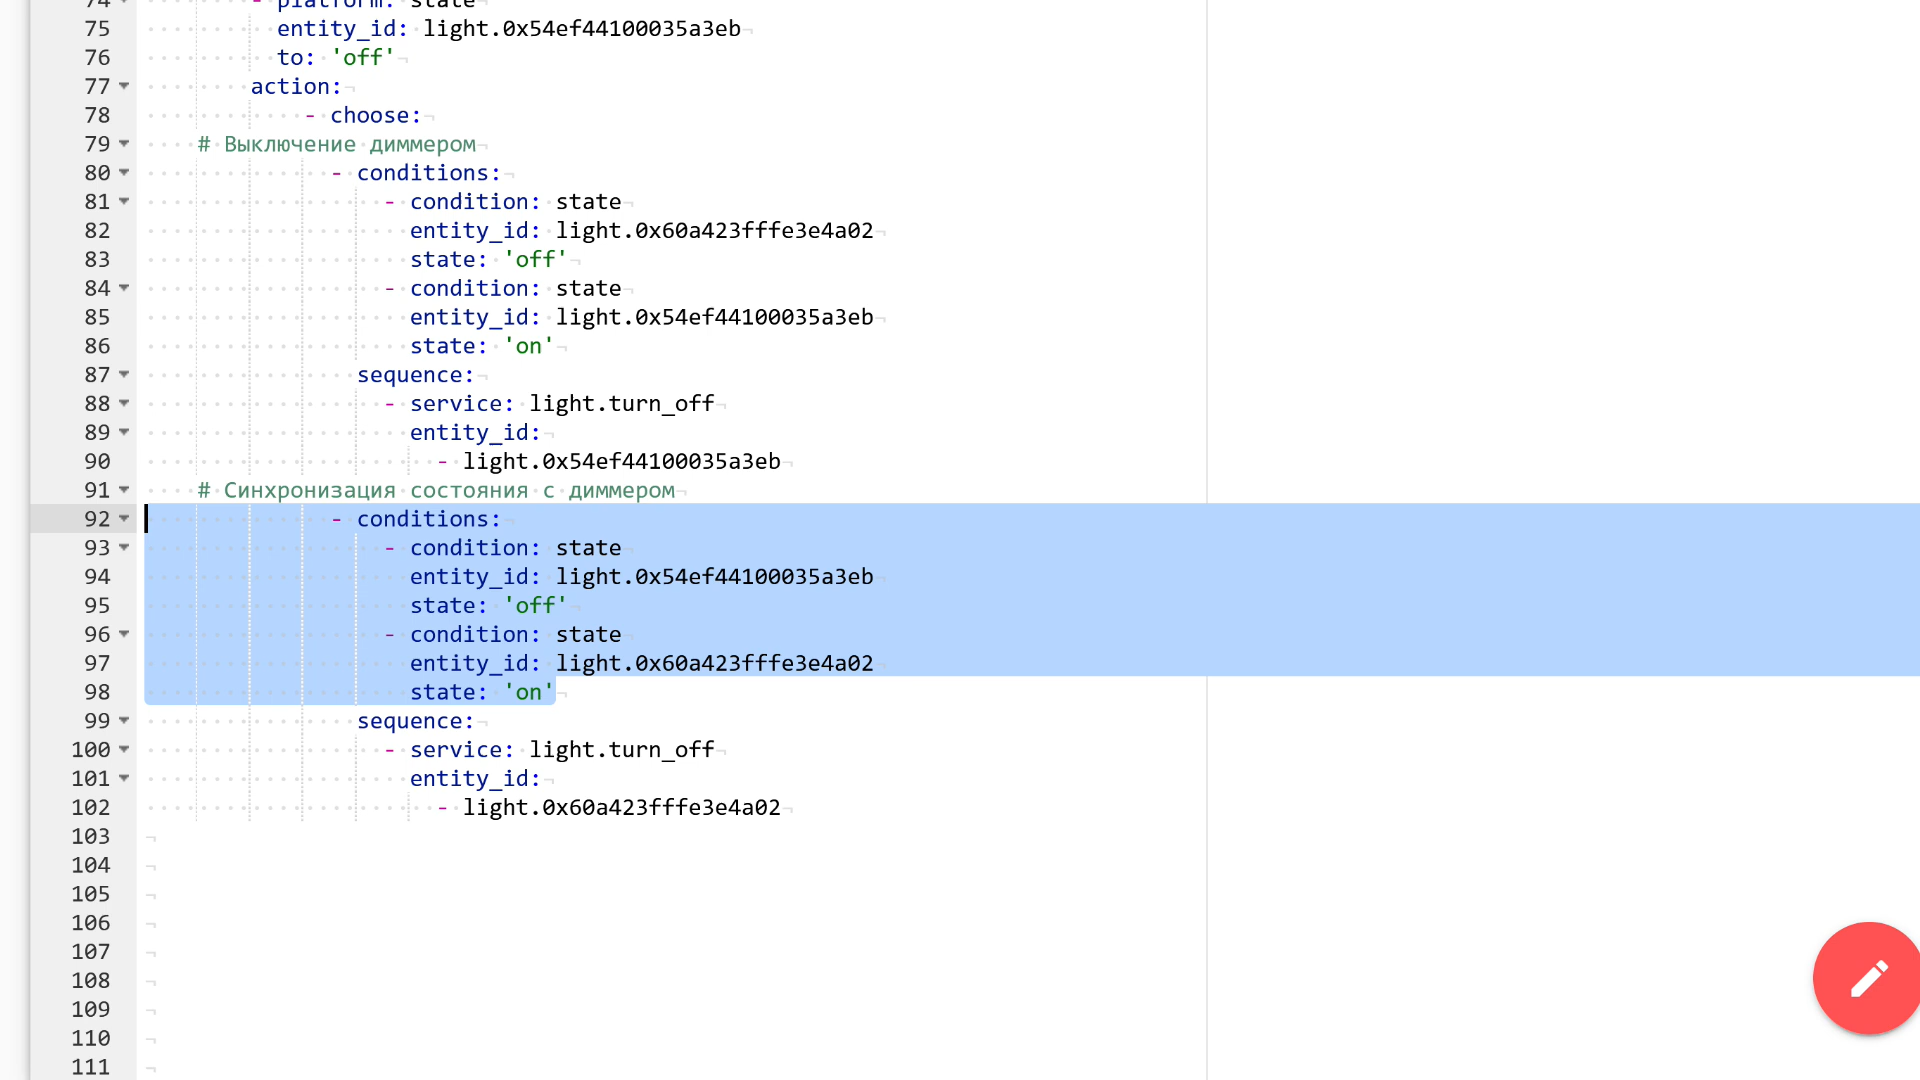 74 - platform: state
75 entity_id: light.0x54ef44100035a3eb
76 to: 'off'
77 action:
78 - choose:
79 # Выключение диммером
80 - conditions:
81 - condition: state
82 entity_id: light.0x60a423fffe3e4a02
83 state: 'off'
84 - condition: state
85 entity_id: light.0x54ef44100035a3eb
86 state: 'on'
87 sequence:
88 - service: light.turn_off
89 entity_id:
90 - light.0x54ef44100035a3eb
91 # Синхронизация состояния с диммером
92 - conditions:
93 - condition: state
94 entity_id: light.0x54ef44100035a3eb
95 state: 'off'
96 - condition: state
97 entity_id: light.0x60a423fffe3e4a02
98 state: 'on'
99 sequence:
100 - service: light.turn_off
101 entity_id:
102 - light.0x60a423fffe3e4a02
103
104
105
106
107
108
109
110
111